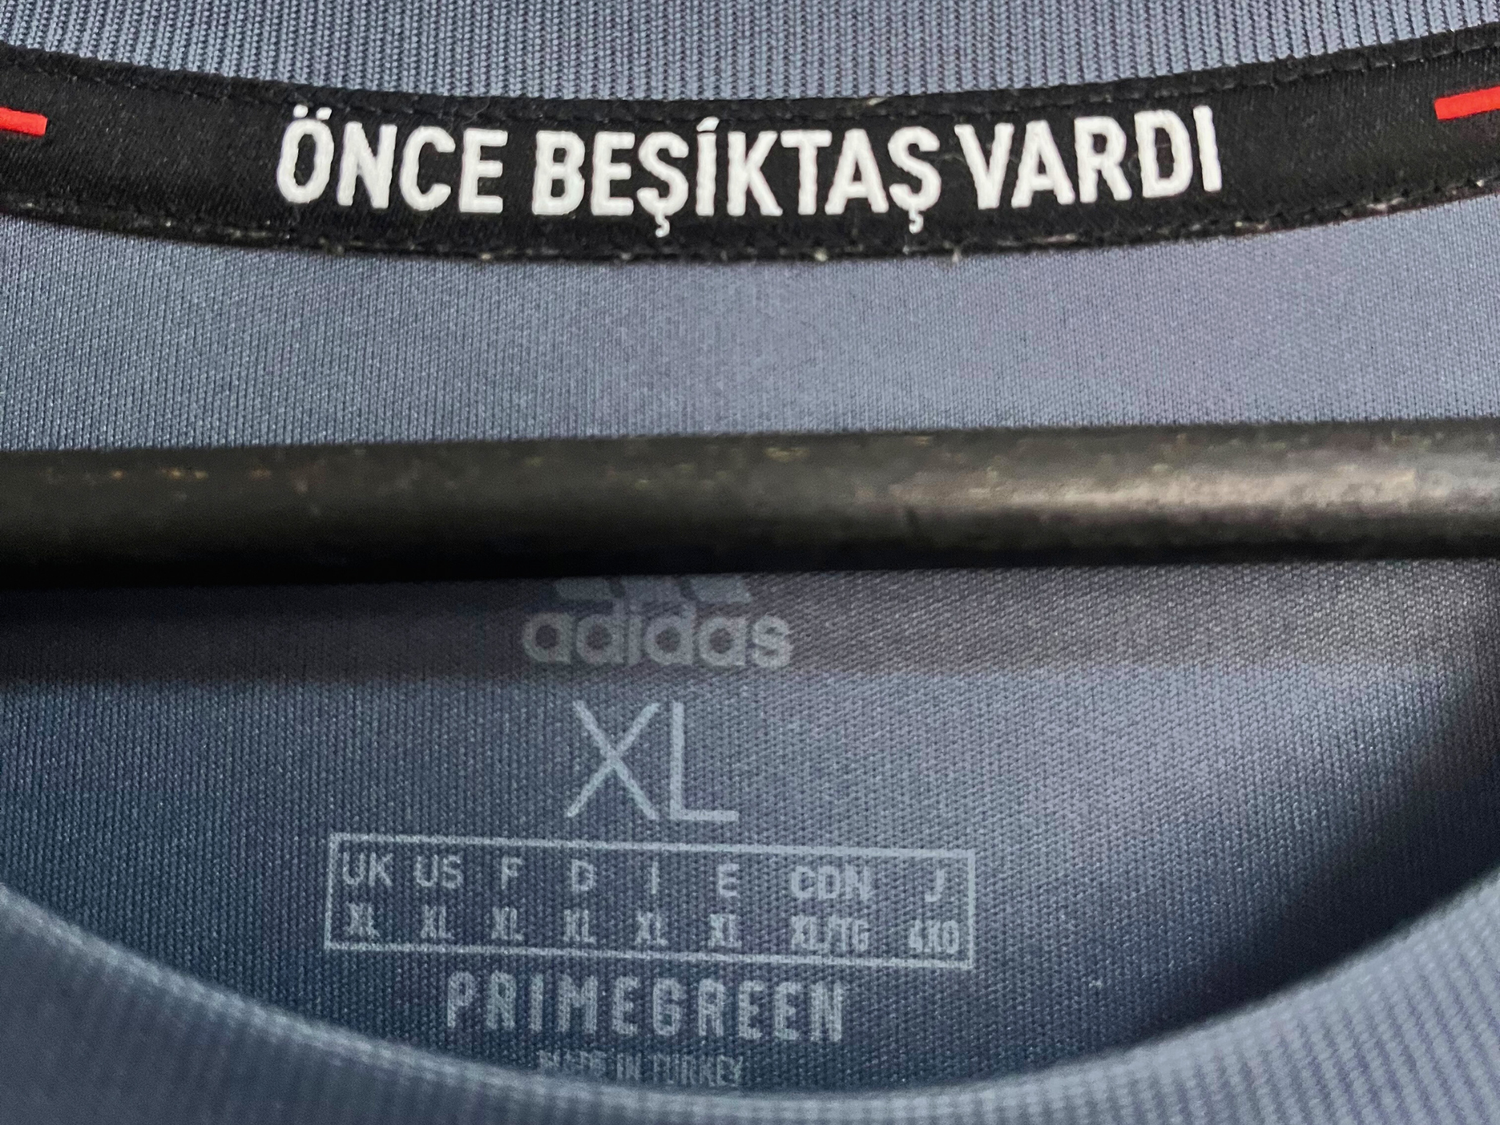 ÖNCE BEŞİKTAŞ VARDI
adidas
XL
UK US F D I E CDN J
XL XL XL XL XL XL XL/TG 4XO
PRIMEGREEN
MADE IN TURKEY